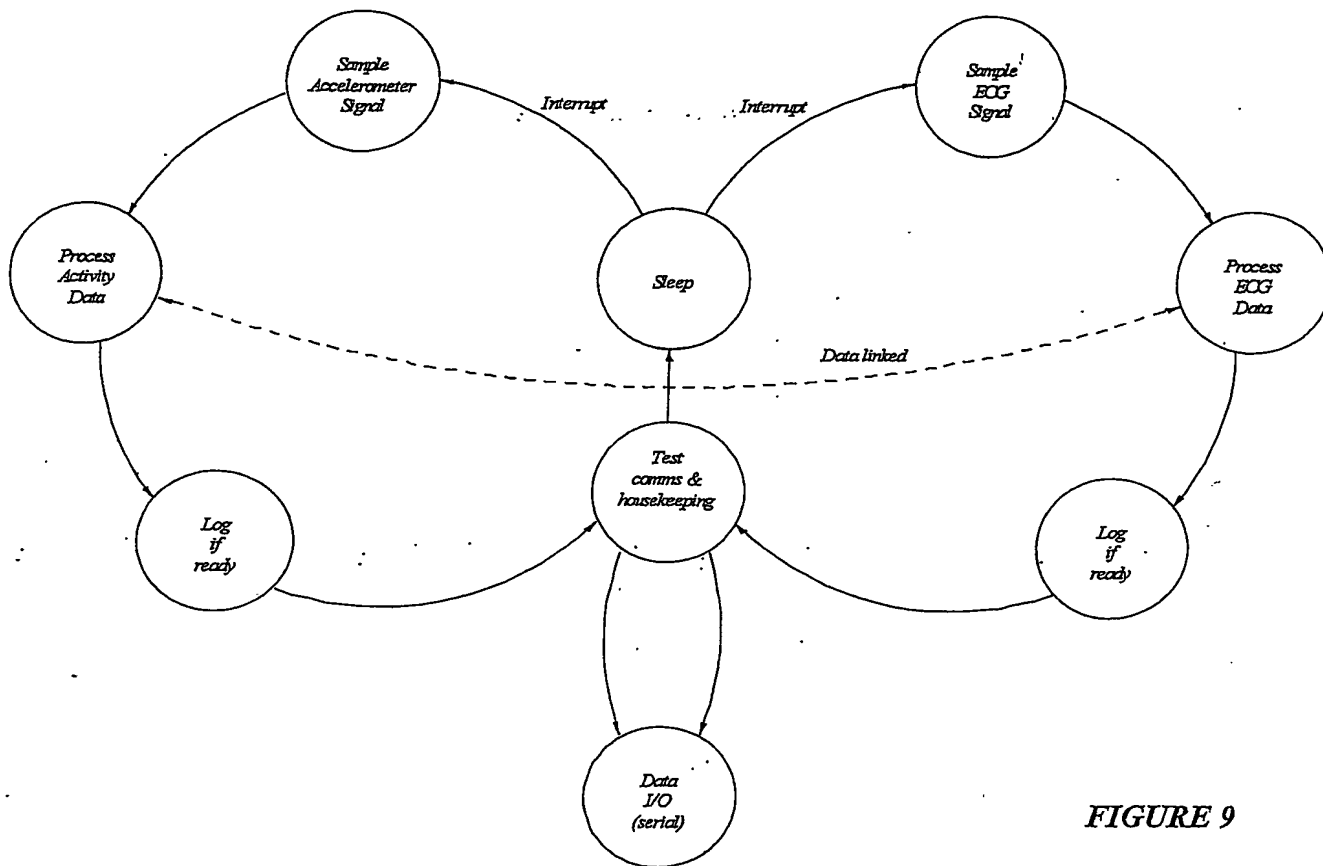 Sample
Accelerometer
Signal
Interrupt
Interrupt
Sample
ECG
Signal
Process
Activity
Data
Sleep
Process
ECG
Data
Data linked
Test
comms &
housekeeping
Log
if
ready
Log
if
ready
Data
I/O
(serial)
FIGURE 9